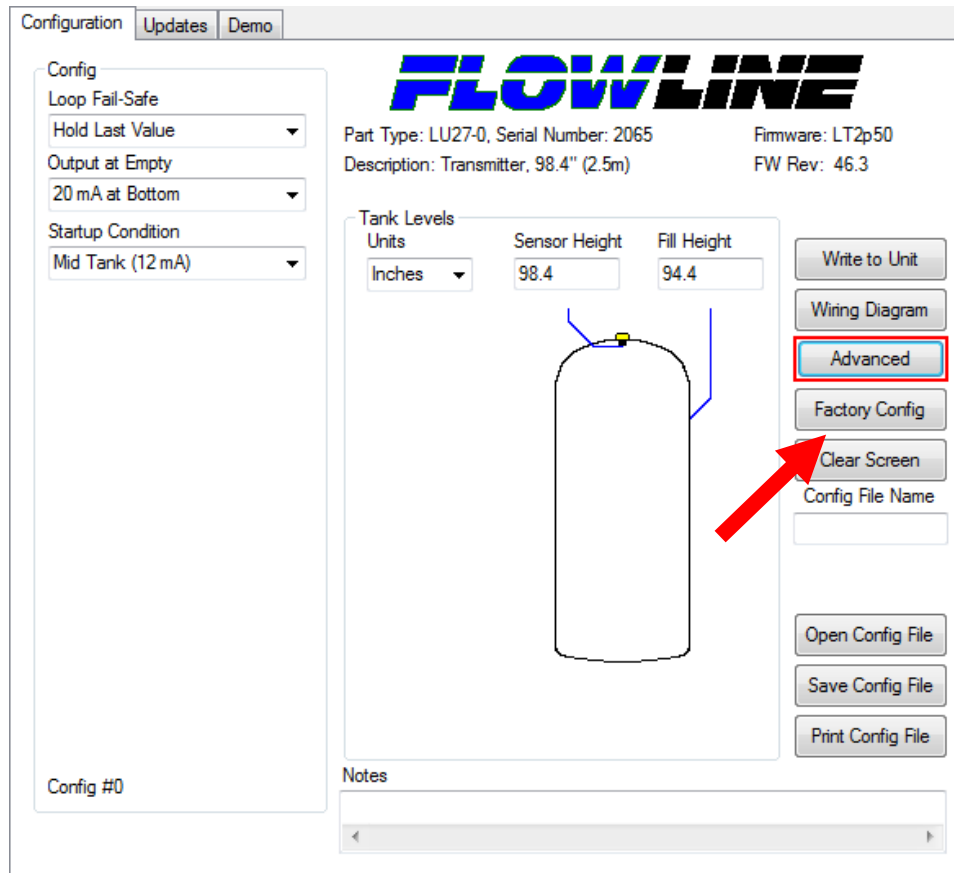 Configuration Updates Demo
Config
Loop Fail-Safe
Hold Last Value
Output at Empty
20 mA at Bottom
Startup Condition
Mid Tank (12 mA)
Config #0
FLOWLINE
Part Type: LU27-0, Serial Number: 2065
Firmware: LT2p50
Description: Transmitter, 98.4" (2.5m)
FW Rev: 46.3
Tank Levels
Units Sensor Height Fill Height
Inches 98.4 94.4
Write to Unit
Wiring Diagram
Advanced
Factory Config
Clear Screen
Config File Name
Open Config File
Save Config File
Print Config File
Notes